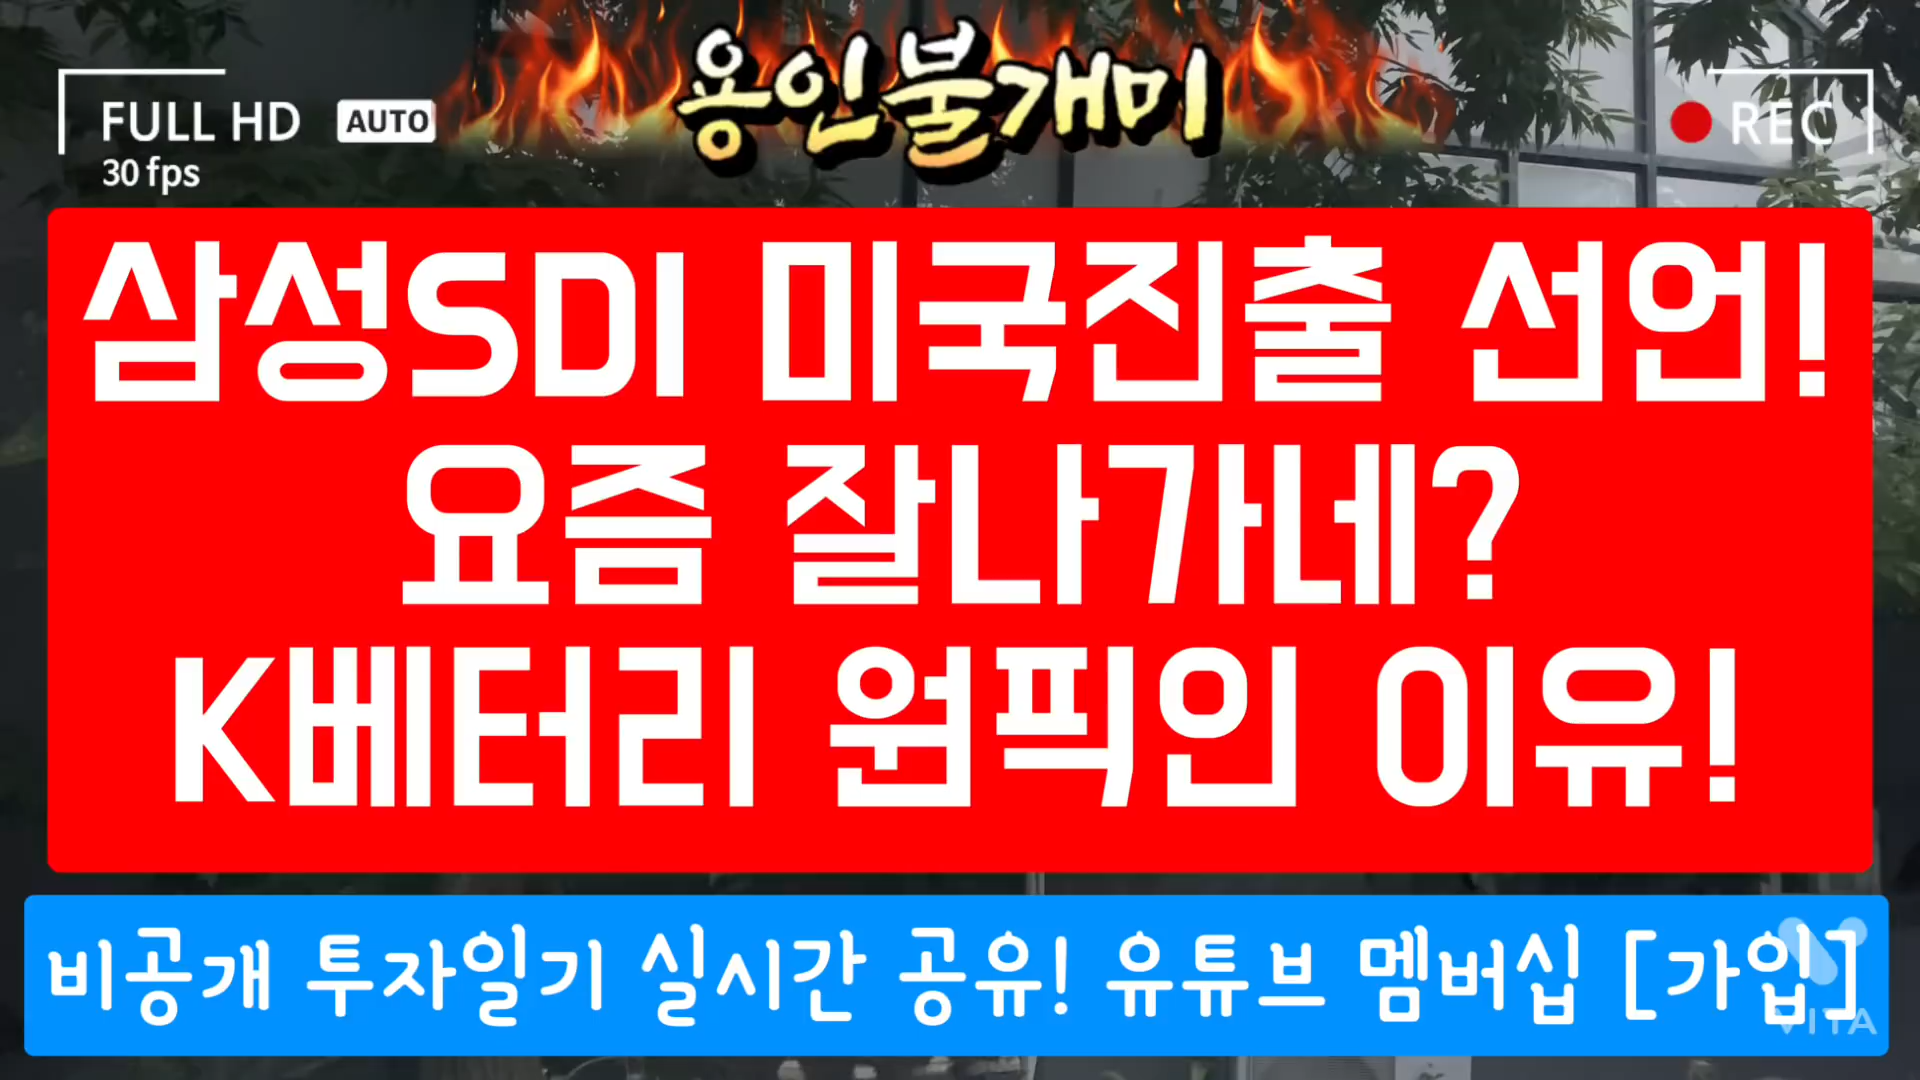 용인불개미
FULL HD AUTO
30 fps
REC
삼성SDI 미국진출 선언!
요즘 잘나가네?
K베터리 원픽인 이유!
비공개 투자일기 실시간 공유! 유튜브 멤버십 [가입]
VITA